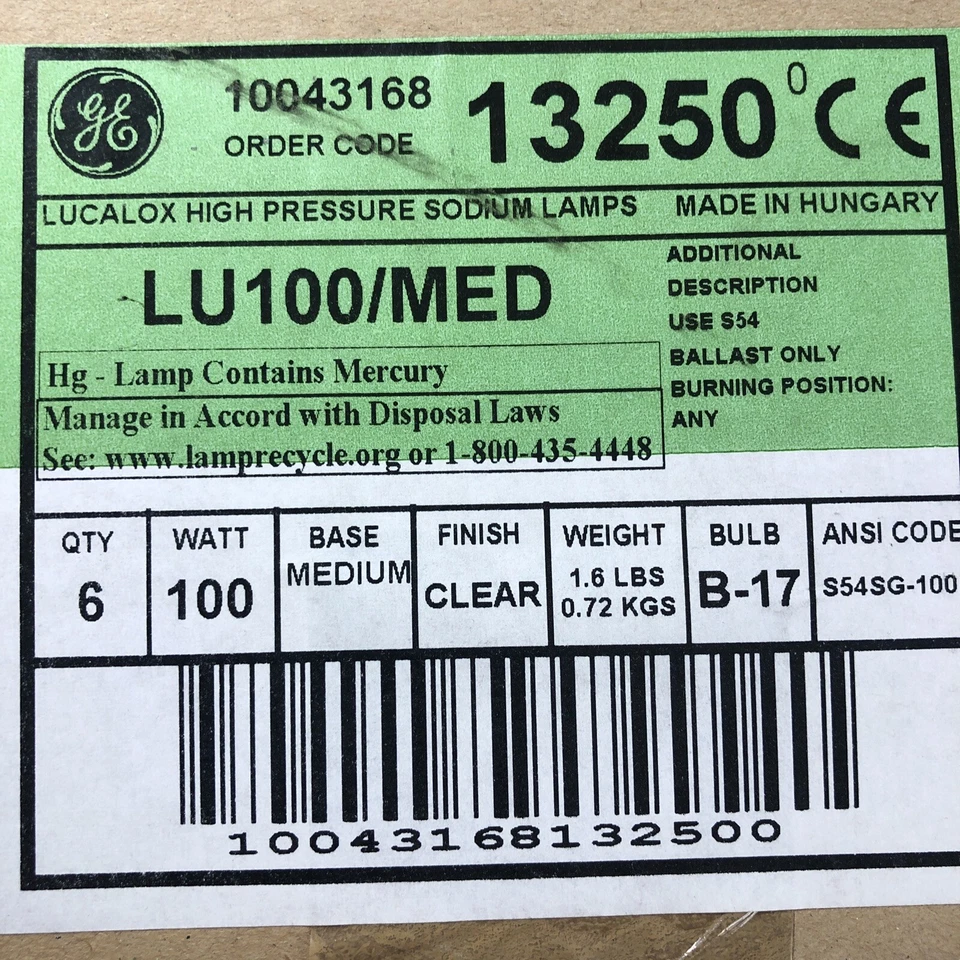 GE
10043168
ORDER CODE
13250 0 CE
LUCALOX HIGH PRESSURE SODIUM LAMPS MADE IN HUNGARY
LU100/MED
ADDITIONAL
DESCRIPTION
USE S54
BALLAST ONLY
BURNING POSITION:
ANY
Hg - Lamp Contains Mercury
Manage in Accord with Disposal Laws
See: www.lamprecycle.org or 1-800-435-4448
QTY
6
WATT
100
BASE
MEDIUM
FINISH
CLEAR
WEIGHT
1.6 LBS
0.72 KGS
BULB
B-17
ANSI CODE
S54SG-100
10043168132500